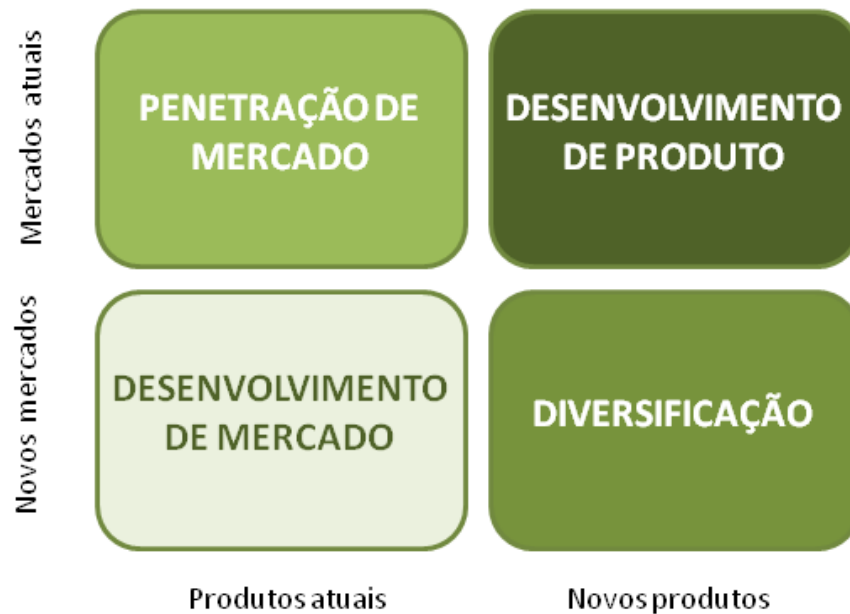 Mercados atuais
PENETRAÇÃO DE
MERCADO
DESENVOLVIMENTO
DE PRODUTO
Novos mercados
DESENVOLVIMENTO
DE MERCADO
DIVERSIFICAÇÃO
Produtos atuais
Novos produtos